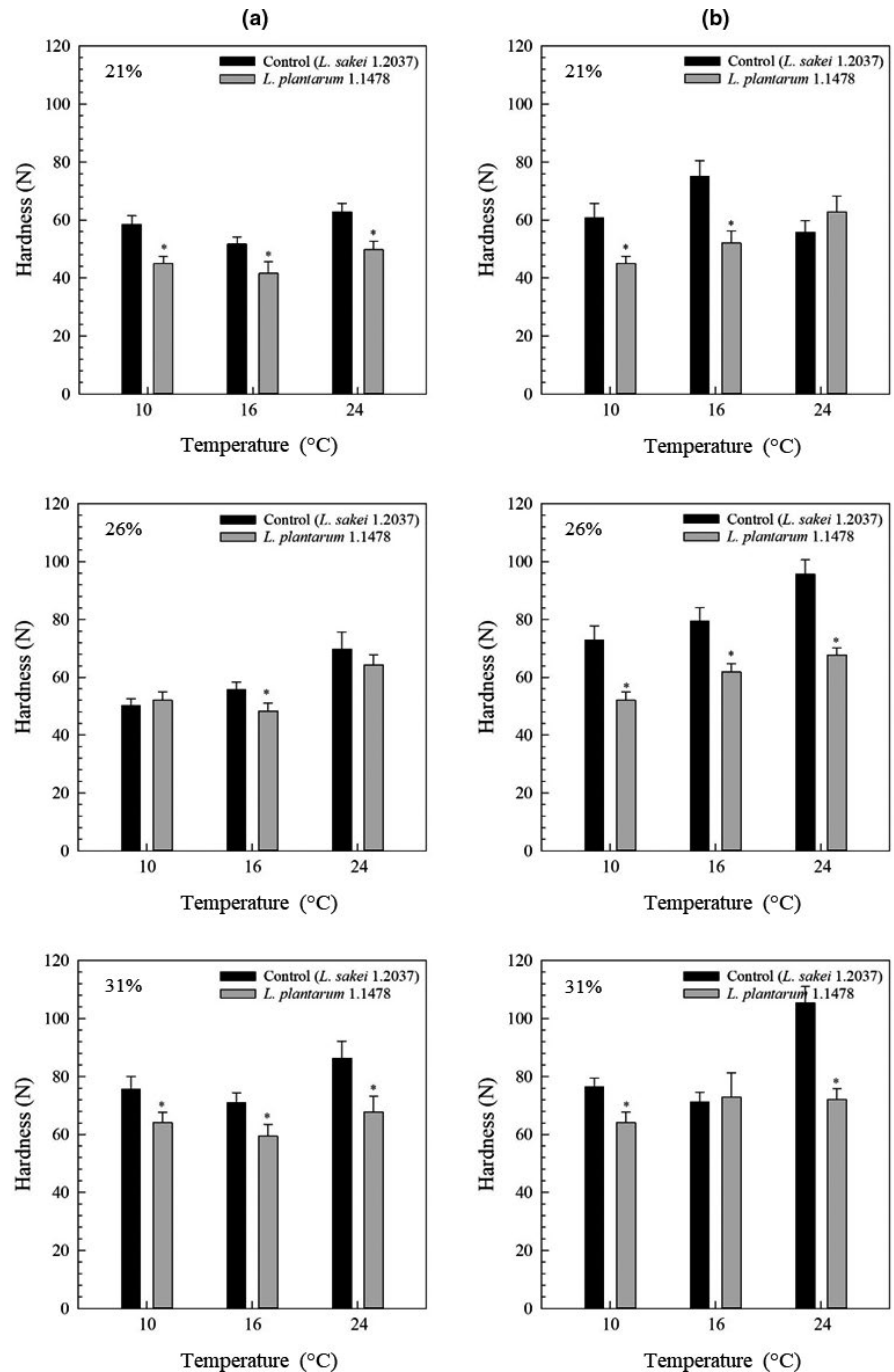 (a)
120
21%
Control (L. sakei 1.2037)
L. plantarum 1.1478
100
80
60
40
20
0
Hardness (N)
*
*
*
10 16 24
Temperature (°C)
(b)
120
21%
Control (L. sakei 1.2037)
L. plantarum 1.1478
100
80
60
40
20
0
Hardness (N)
*
*
*
10 16 24
Temperature (°C)
120
26%
Control (L. sakei 1.2037)
L. plantarum 1.1478
100
80
60
40
20
0
Hardness (N)
*
10 16 24
Temperature (°C)
120
26%
Control (L. sakei 1.2037)
L. plantarum 1.1478
100
80
60
40
20
0
Hardness (N)
*
*
*
10 16 24
Temperature (°C)
120
31%
Control (L. sakei 1.2037)
L. plantarum 1.1478
100
80
60
40
20
0
Hardness (N)
*
*
*
10 16 24
Temperature (°C)
120
31%
Control (L. sakei 1.2037)
L. plantarum 1.1478
100
80
60
40
20
0
Hardness (N)
*
*
10 16 24
Temperature (°C)